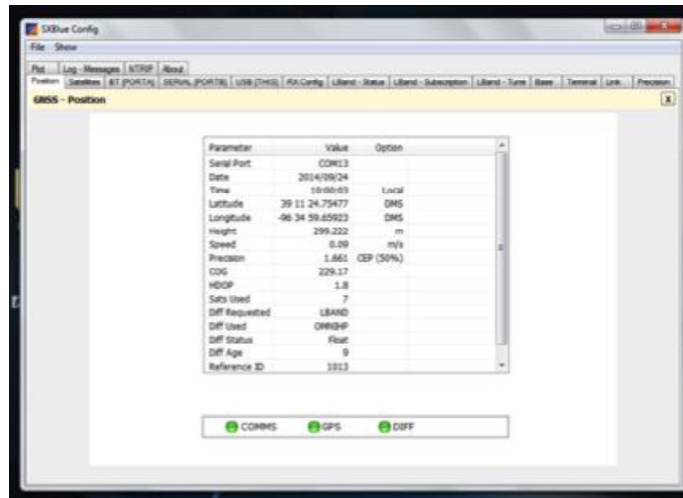 SXBlue Config
File Show
Plot Log - Messages NTRIP About
Position Satellites BT [PORTA] SERIAL [PORTB] USB [THIS] RX Config LBand - Status LBand - Subscription LBand - Tune Base Terminal Link Precision
GNSS - Position X
Parameter Value Option
Serial Port COM13
Date 2014/09/24
Time 10:00:03 Local
Latitude 39 11 24.75477 DMS
Longitude -96 34 59.65923 DMS
Height 299.222 m
Speed 0.09 m/s
Precision 1.661 CEP (50%)
COG 229.17
HDOP 1.8
Sats Used 7
Diff Requested LBAND
Diff Used OMNIHP
Diff Status Float
Diff Age 9
Reference ID 1013
COMMS GPS DIFF